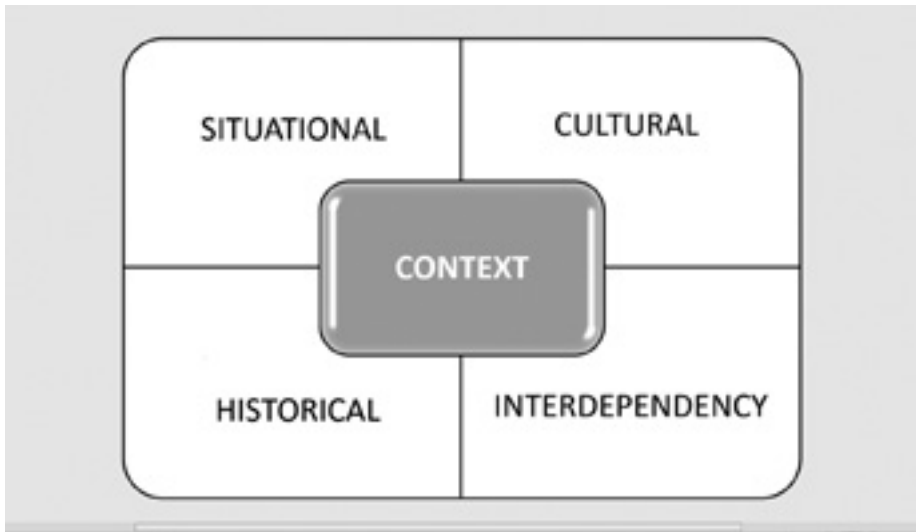 SITUATIONAL
CULTURAL
CONTEXT
HISTORICAL
INTERDEPENDENCY